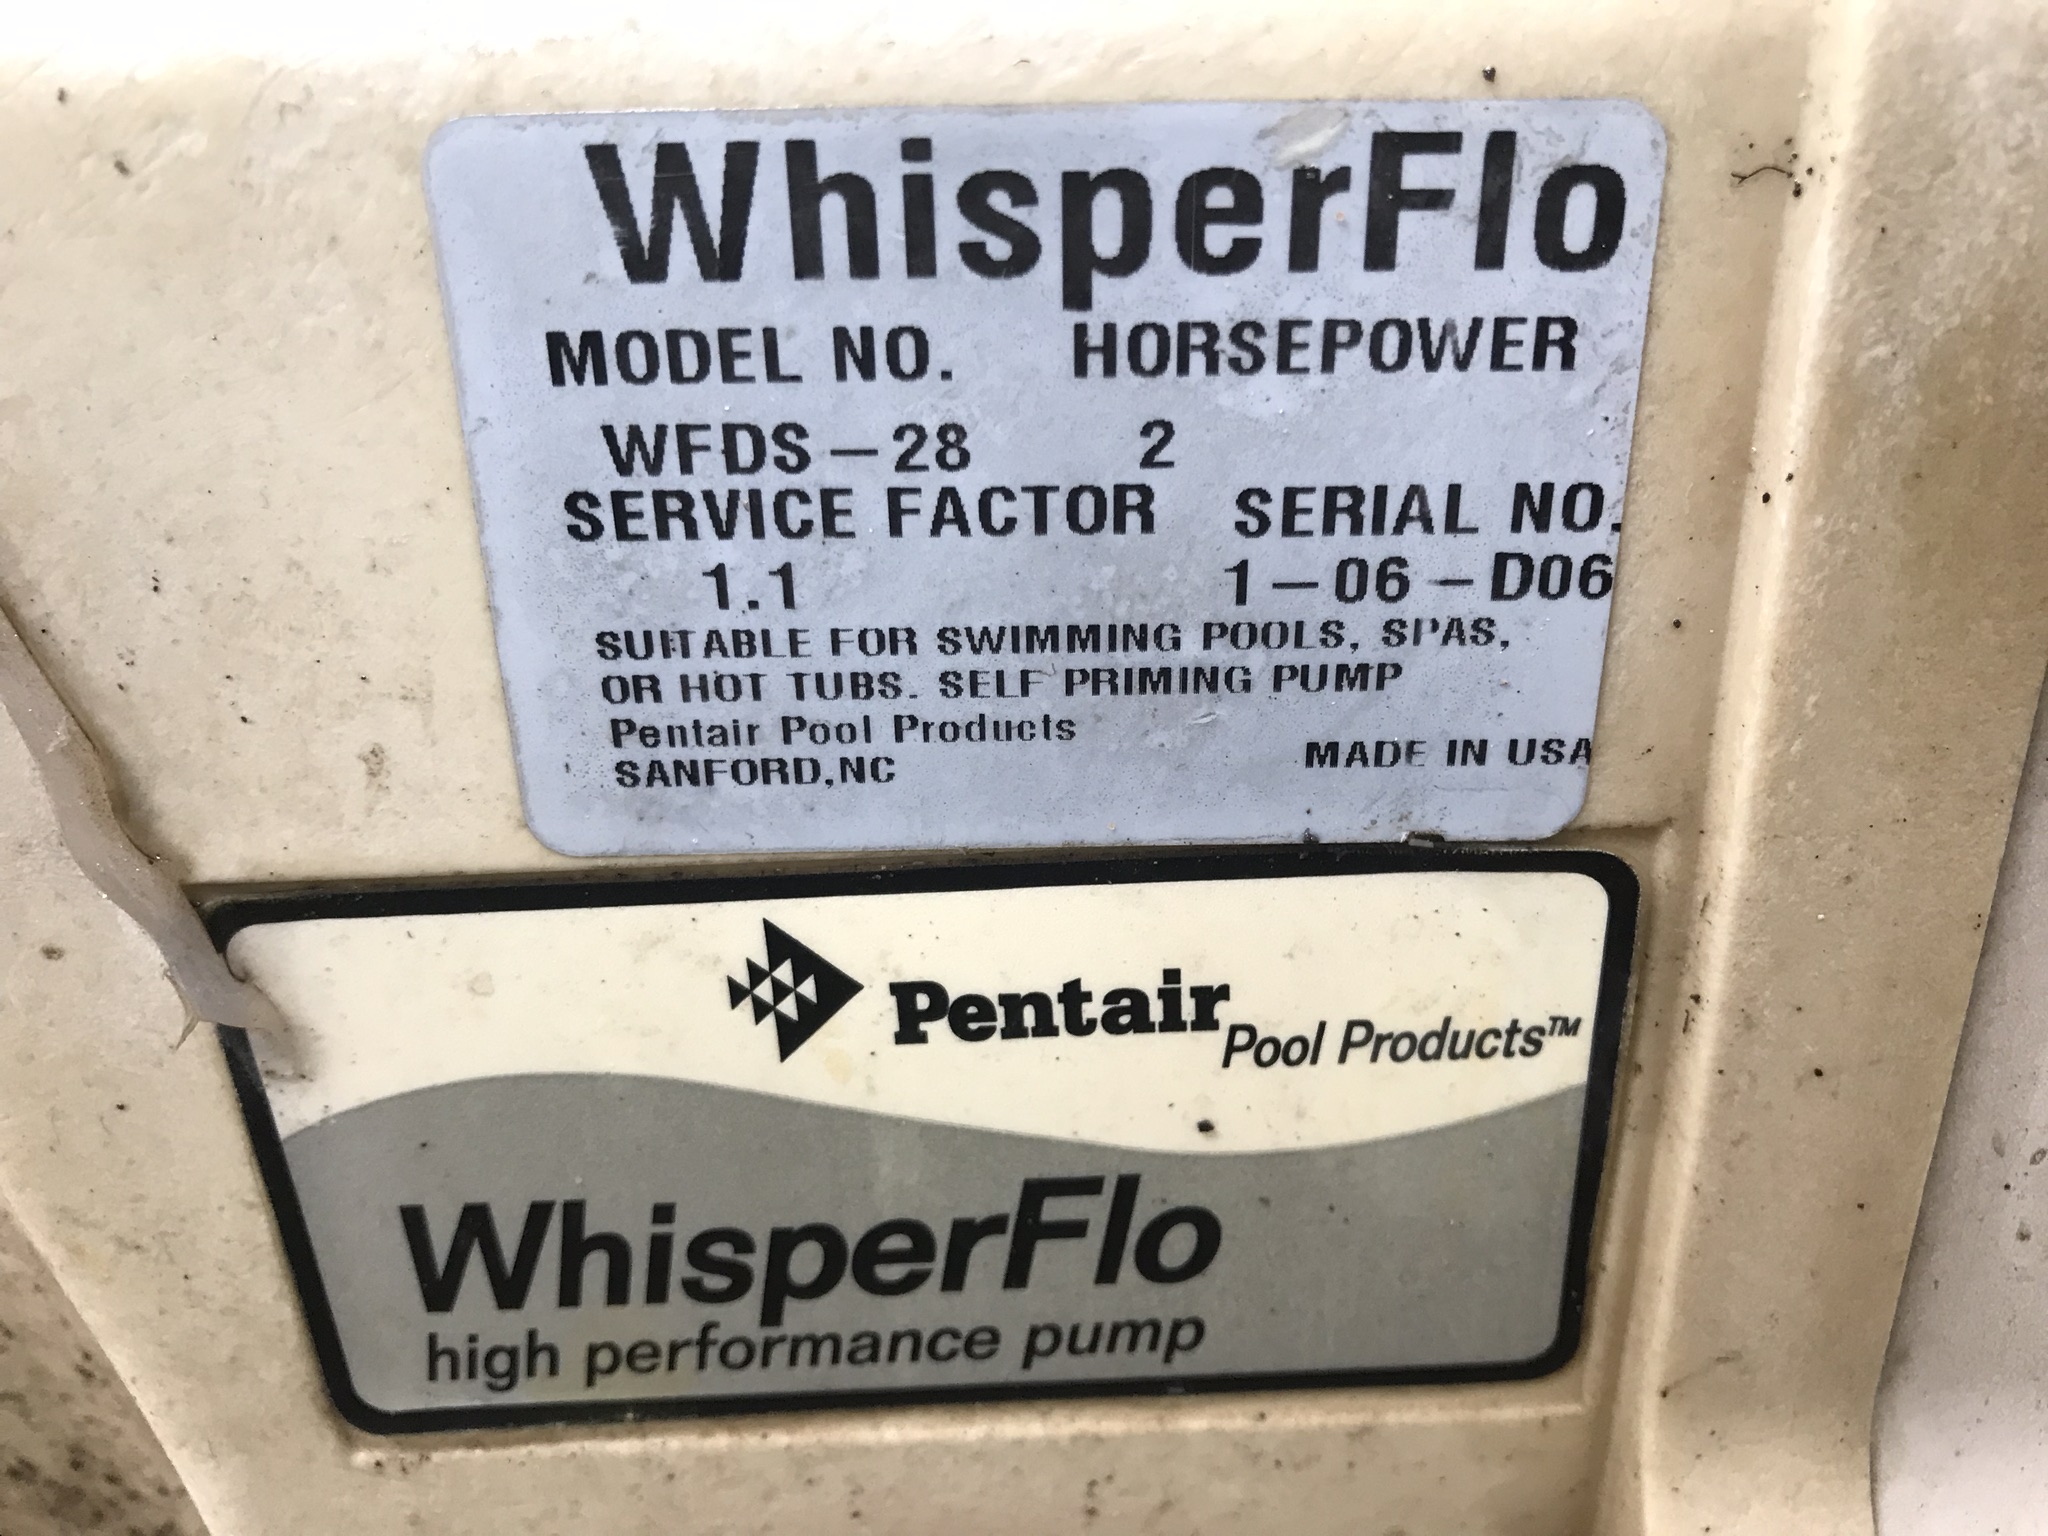 WhisperFlo
MODEL NO. HORSEPOWER
WFDS-28 2
SERVICE FACTOR SERIAL NO.
1.1 1-06-D06
SUITABLE FOR SWIMMING POOLS, SPAS,
OR HOT TUBS. SELF PRIMING PUMP
Pentair Pool Products
SANFORD,NC MADE IN USA
Pentair Pool Products™
WhisperFlo
high performance pump